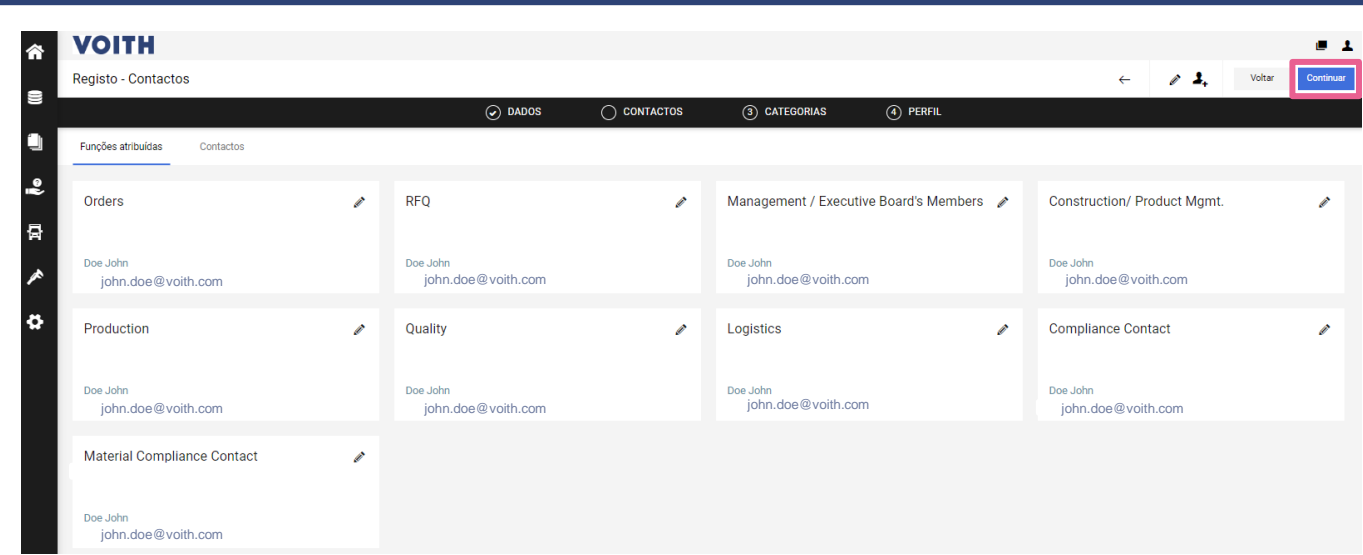 VOITH
Registo - Contactos
Voltar
Continuar
DADOS
CONTACTOS
3 CATEGORIAS
4 PERFIL
Funções atribuídas
Contactos
Orders
Doe John
john.doe@voith.com
RFQ
Doe John
john.doe@voith.com
Management / Executive Board's Members
Doe John
john.doe@voith.com
Construction/ Product Mgmt.
Doe John
john.doe@voith.com
Production
Doe John
john.doe@voith.com
Quality
Doe John
john.doe@voith.com
Logistics
Doe John
john.doe@voith.com
Compliance Contact
Doe John
john.doe@voith.com
Material Compliance Contact
Doe John
john.doe@voith.com